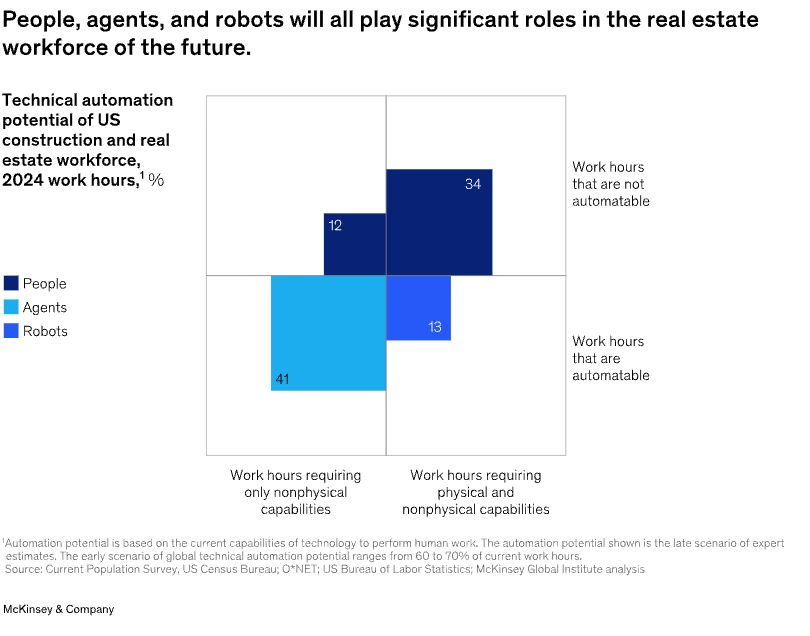 People, agents, and robots will all play significant roles in the real estate
workforce of the future.
Technical automation
potential of US
construction and real
estate workforce,
2024 work hours,¹ %
People
Agents
Robots
12
34
41
13
Work hours
that are not
automatable
Work hours
that are
automatable
Work hours requiring
only nonphysical
capabilities
Work hours requiring
physical and
nonphysical capabilities
¹Automation potential is based on the current capabilities of technology to perform human work. The automation potential shown is the late scenario of expert
estimates. The early scenario of global technical automation potential ranges from 60 to 70% of current work hours.
Source: Current Population Survey, US Census Bureau; O*NET; US Bureau of Labor Statistics; McKinsey Global Institute analysis
McKinsey & Company